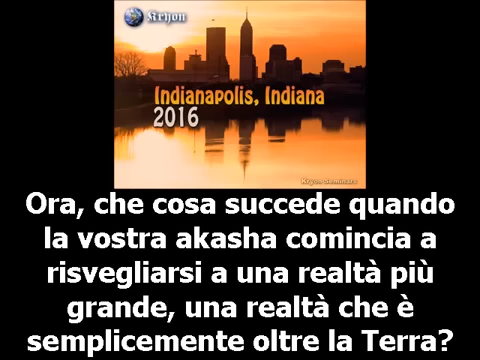 Kryon
Indianapolis, Indiana
2016
Kryon seminars
Ora, che cosa succede quando
la vostra akasha comincia a
risvegliarsi a una realtà più
grande, una realtà che è
semplicemente oltre la Terra?